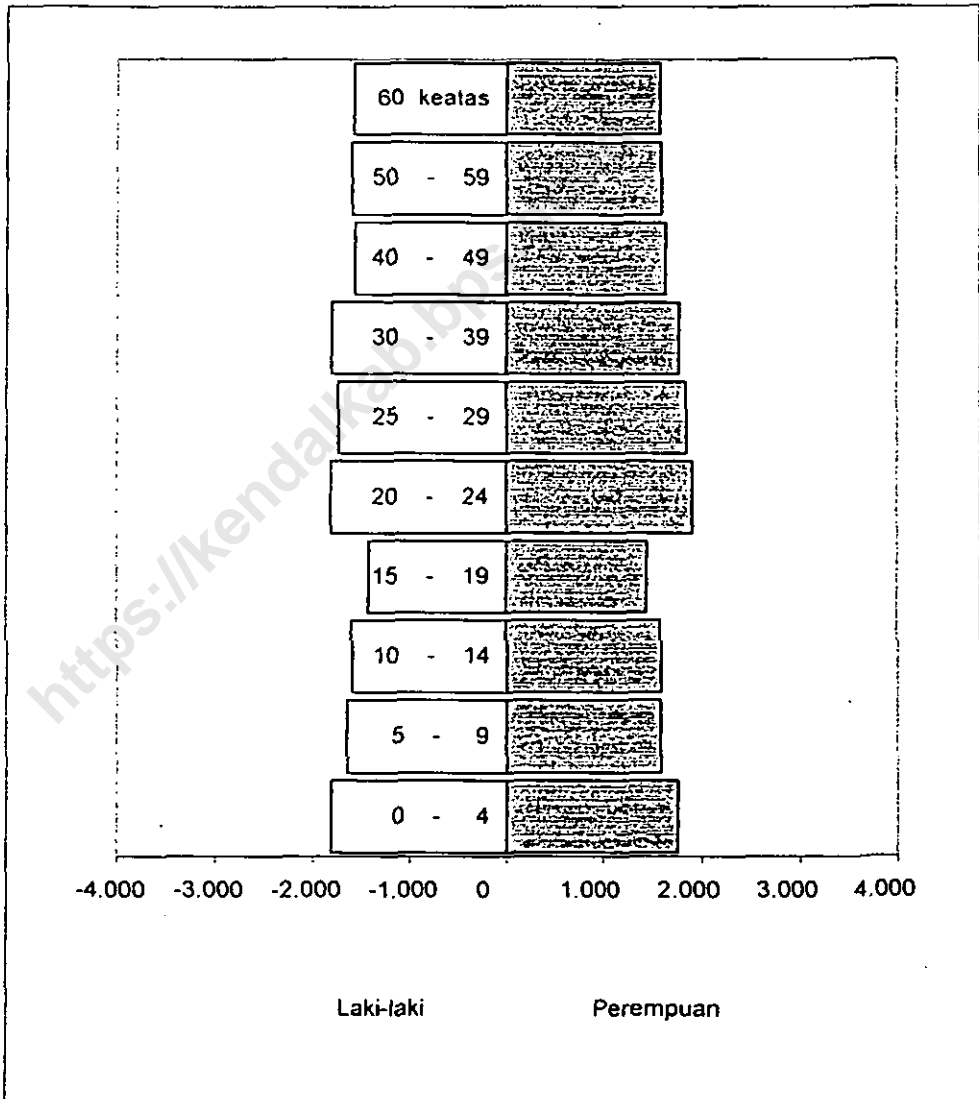 60 keatas
50 - 59
40 - 49
30 - 39
25 - 29
20 - 24
15 - 19
10 - 14
5 - 9
0 - 4
-4.000 -3.000 -2.000 -1.000 0 1.000 2.000 3.000 4.000
Laki-laki Perempuan
https://kendalkab.bps